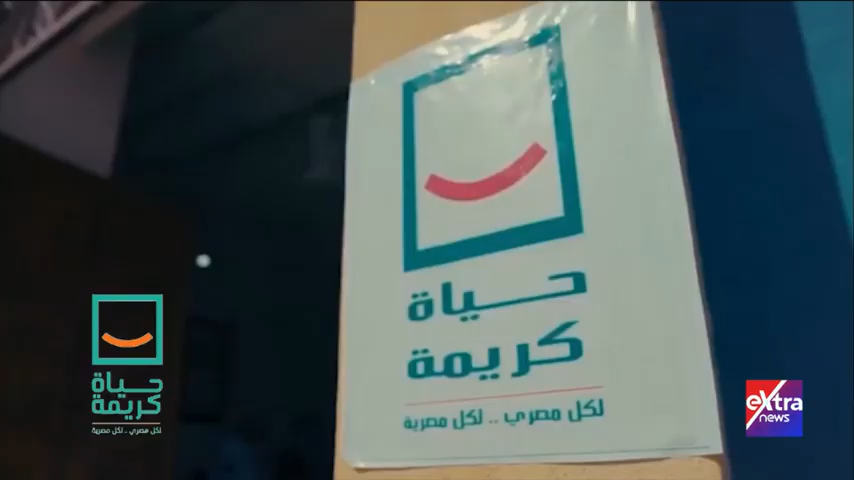 حياة
كريمة
لكل مصري .. لكل مصرية
حياة
كريمة
لكل مصري .. لكل مصرية
eXtra
news